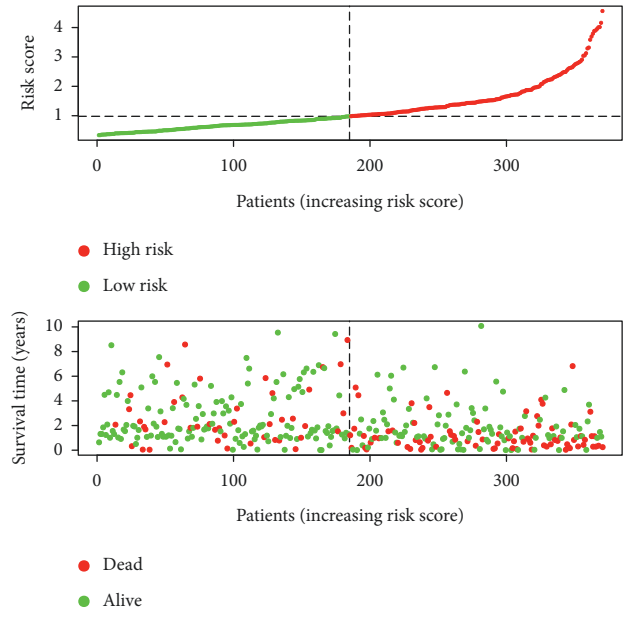 Risk score
4
3
2
1
0 100 200 300
Patients (increasing risk score)
High risk
Low risk
Survival time (years)
10
8
6
4
2
0
0 100 200 300
Patients (increasing risk score)
Dead
Alive